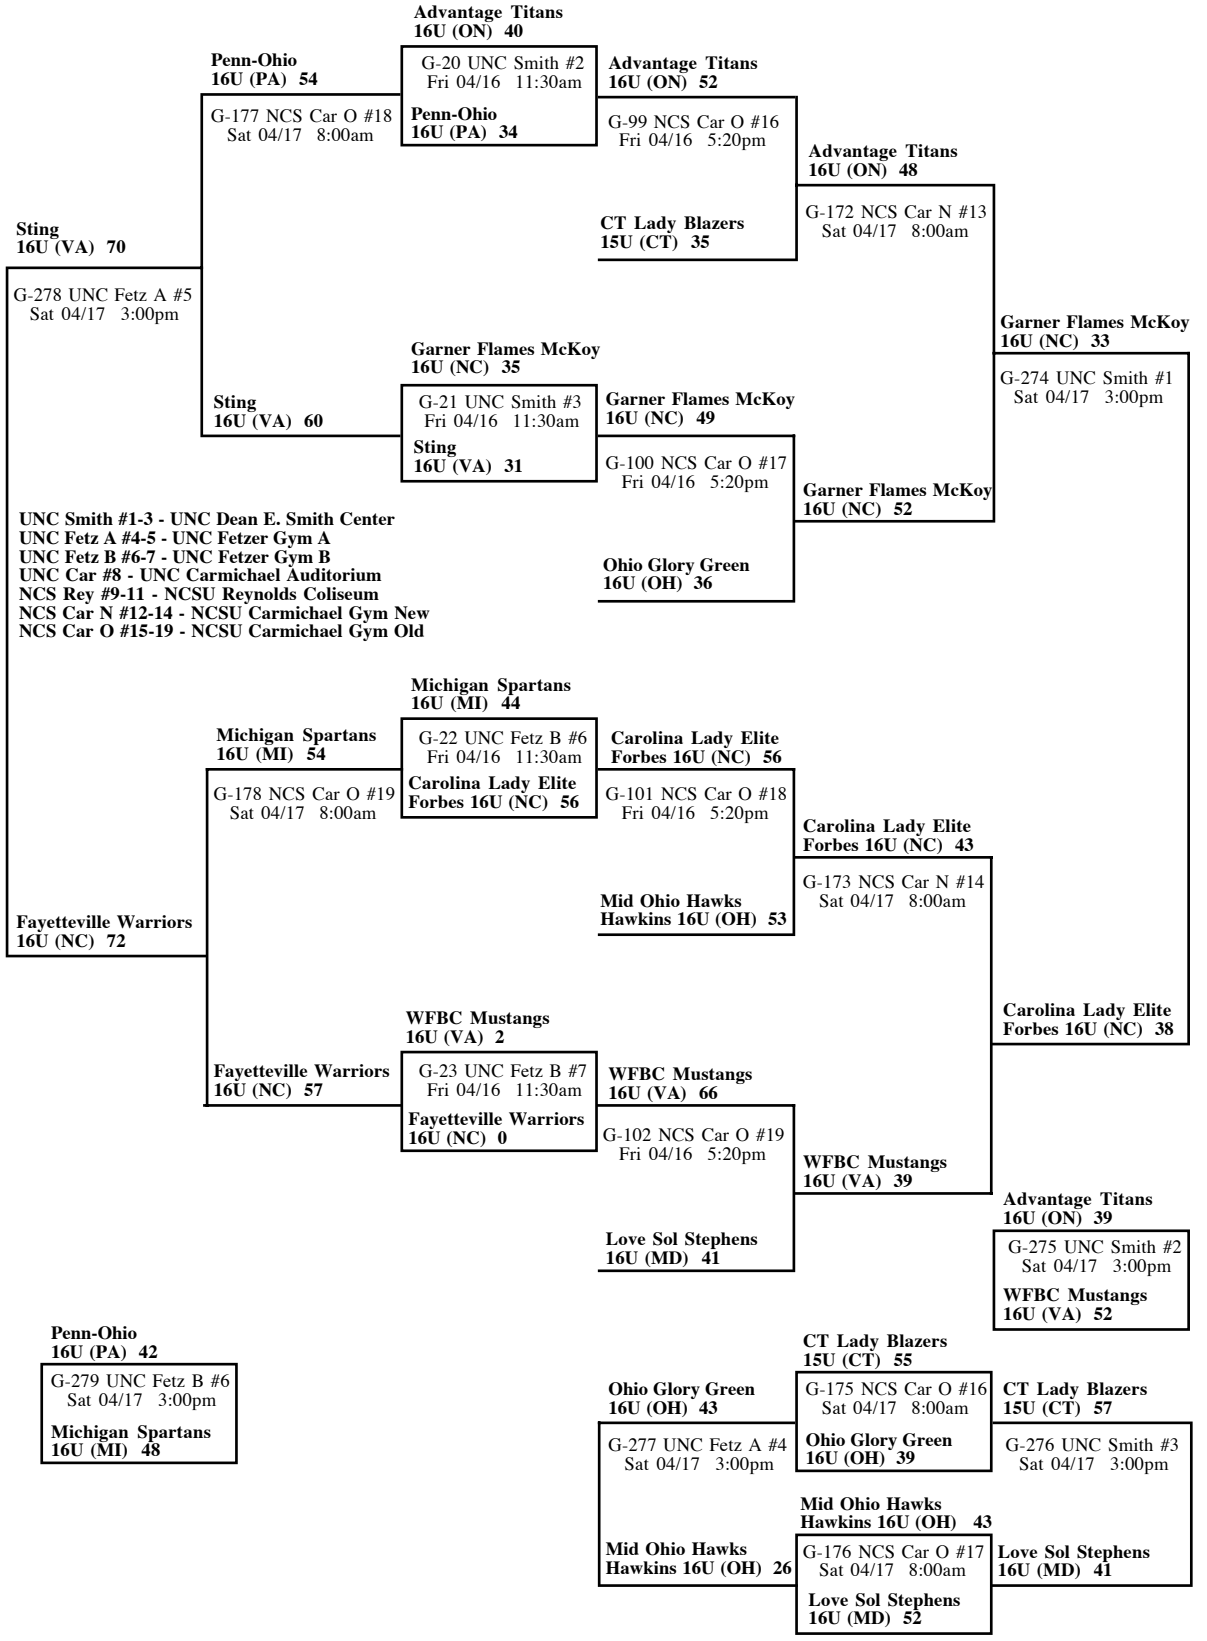 Advantage Titans
16U (ON) 40
G-20 UNC Smith #2
Fri 04/16 11:30am
Penn-Ohio
16U (PA) 34
Penn-Ohio
16U (PA) 54
G-177 NCS Car O #18
Sat 04/17 8:00am
Advantage Titans
16U (ON) 52
G-99 NCS Car O #16
Fri 04/16 5:20pm
CT Lady Blazers
15U (CT) 35
Advantage Titans
16U (ON) 48
G-172 NCS Car N #13
Sat 04/17 8:00am
Sting
16U (VA) 70
G-278 UNC Fetz A #5
Sat 04/17 3:00pm
Garner Flames McKoy
16U (NC) 33
G-274 UNC Smith #1
Sat 04/17 3:00pm
Garner Flames McKoy
16U (NC) 35
G-21 UNC Smith #3
Fri 04/16 11:30am
Sting
16U (VA) 31
Sting
16U (VA) 60
Garner Flames McKoy
16U (NC) 49
G-100 NCS Car O #17
Fri 04/16 5:20pm
Ohio Glory Green
16U (OH) 36
Garner Flames McKoy
16U (NC) 52
UNC Smith #1-3 - UNC Dean E. Smith Center
UNC Fetz A #4-5 - UNC Fetzer Gym A
UNC Fetz B #6-7 - UNC Fetzer Gym B
UNC Car #8 - UNC Carmichael Auditorium
NCS Rey #9-11 - NCSU Reynolds Coliseum
NCS Car N #12-14 - NCSU Carmichael Gym New
NCS Car O #15-19 - NCSU Carmichael Gym Old
Michigan Spartans
16U (MI) 44
G-22 UNC Fetz B #6
Fri 04/16 11:30am
Carolina Lady Elite
Forbes 16U (NC) 56
Michigan Spartans
16U (MI) 54
G-178 NCS Car O #19
Sat 04/17 8:00am
Carolina Lady Elite
Forbes 16U (NC) 56
G-101 NCS Car O #18
Fri 04/16 5:20pm
Mid Ohio Hawks
Hawkins 16U (OH) 53
Carolina Lady Elite
Forbes 16U (NC) 43
G-173 NCS Car N #14
Sat 04/17 8:00am
Fayetteville Warriors
16U (NC) 72
WFBC Mustangs
16U (VA) 2
G-23 UNC Fetz B #7
Fri 04/16 11:30am
Fayetteville Warriors
16U (NC) 0
Fayetteville Warriors
16U (NC) 57
WFBC Mustangs
16U (VA) 66
G-102 NCS Car O #19
Fri 04/16 5:20pm
Love Sol Stephens
16U (MD) 41
WFBC Mustangs
16U (VA) 39
Carolina Lady Elite
Forbes 16U (NC) 38
Advantage Titans
16U (ON) 39
G-275 UNC Smith #2
Sat 04/17 3:00pm
WFBC Mustangs
16U (VA) 52
Penn-Ohio
16U (PA) 42
G-279 UNC Fetz B #6
Sat 04/17 3:00pm
Michigan Spartans
16U (MI) 48
CT Lady Blazers
15U (CT) 55
G-175 NCS Car O #16
Sat 04/17 8:00am
Ohio Glory Green
16U (OH) 39
Ohio Glory Green
16U (OH) 43
G-277 UNC Fetz A #4
Sat 04/17 3:00pm
Mid Ohio Hawks
Hawkins 16U (OH) 26
CT Lady Blazers
15U (CT) 57
G-276 UNC Smith #3
Sat 04/17 3:00pm
Mid Ohio Hawks
Hawkins 16U (OH) 43
G-176 NCS Car O #17
Sat 04/17 8:00am
Love Sol Stephens
16U (MD) 52
Love Sol Stephens
16U (MD) 41